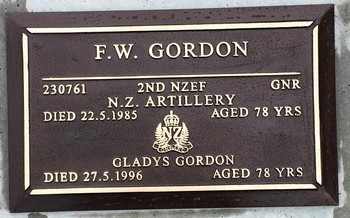 F.W. GORDON
230761 2ND NZEF GNR
N.Z. ARTILLERY
DIED 22.5.1985 AGED 78 YRS
NZ
GLADYS GORDON
DIED 27.5.1996 AGED 78 YRS